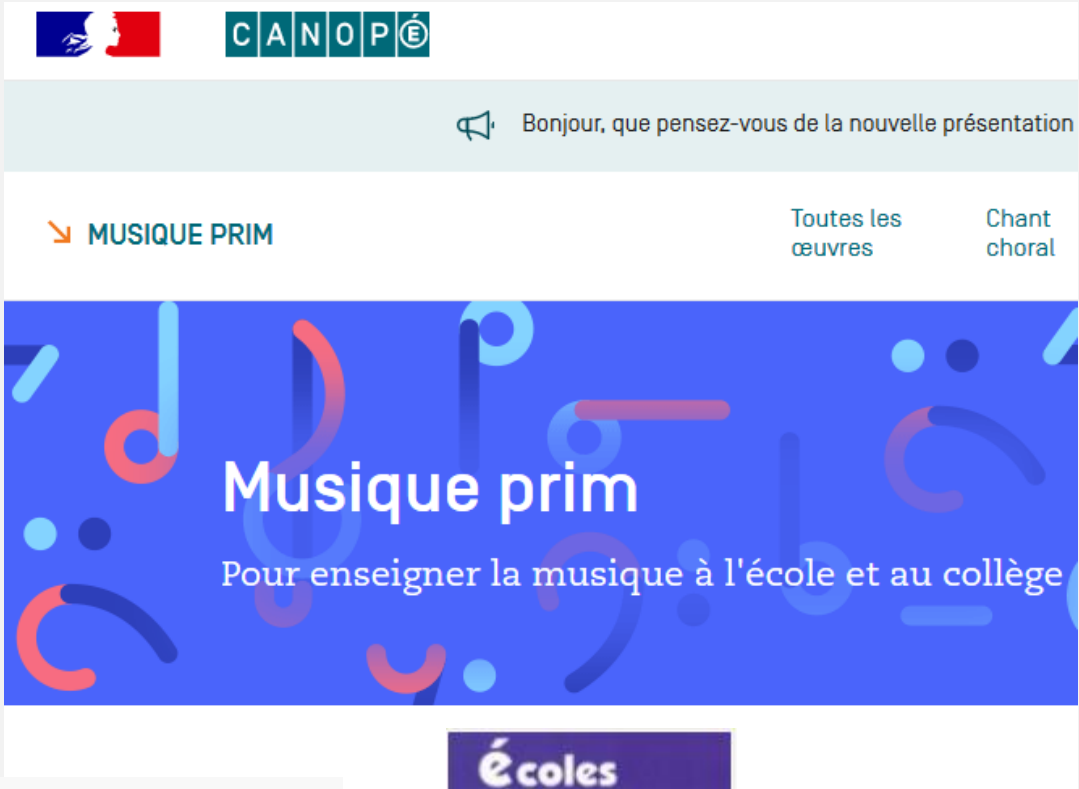 CANOPÉ
Bonjour, que pensez-vous de la nouvelle présentation
MUSIQUE PRIM
Toutes les
œuvres
Chant
choral
Musique prim
Pour enseigner la musique à l'école et au collège
écoles